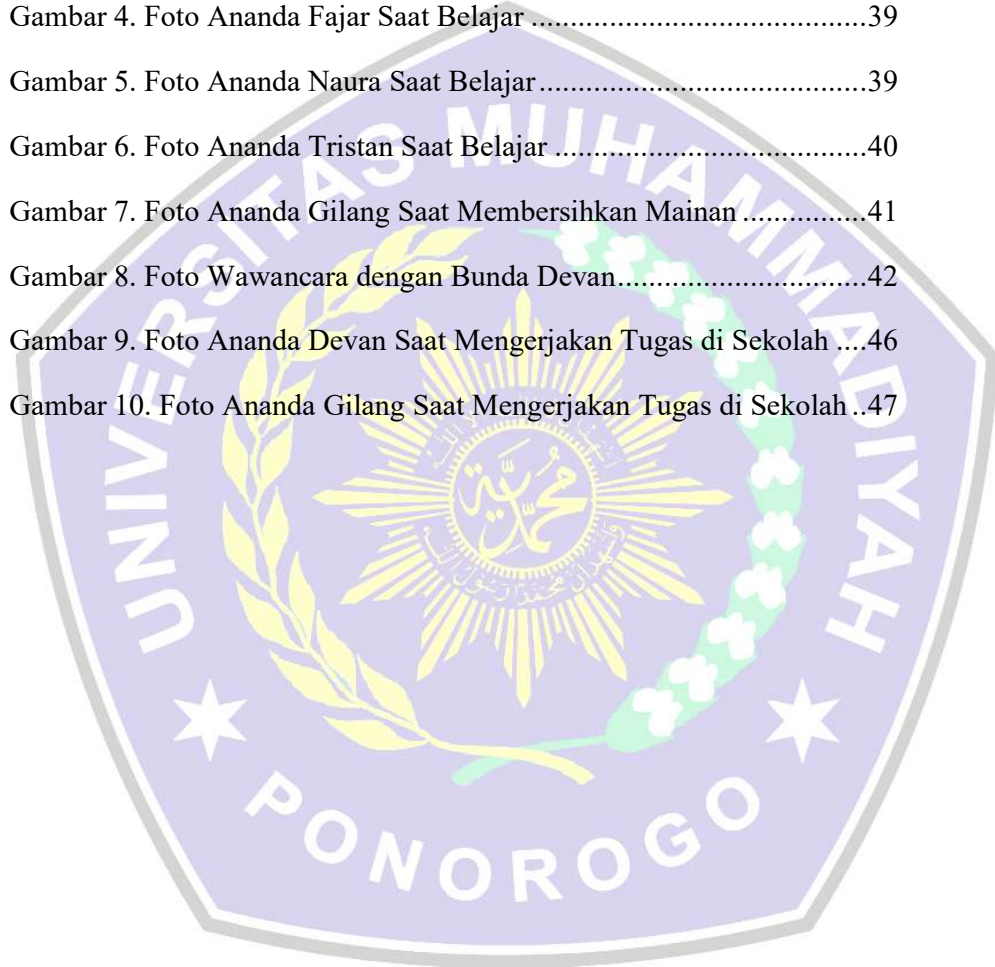 Gambar 4. Foto Ananda Fajar Saat Belajar ............................................39
Gambar 5. Foto Ananda Naura Saat Belajar...........................................39
Gambar 6. Foto Ananda Tristan Saat Belajar .........................................40
Gambar 7. Foto Ananda Gilang Saat Membersihkan Mainan ................41
Gambar 8. Foto Wawancara dengan Bunda Devan.................................42
Gambar 9. Foto Ananda Devan Saat Mengerjakan Tugas di Sekolah ....46
Gambar 10. Foto Ananda Gilang Saat Mengerjakan Tugas di Sekolah..47
UNIVERSITAS MUHAMMADIYAH
PONOROGO
محمدية